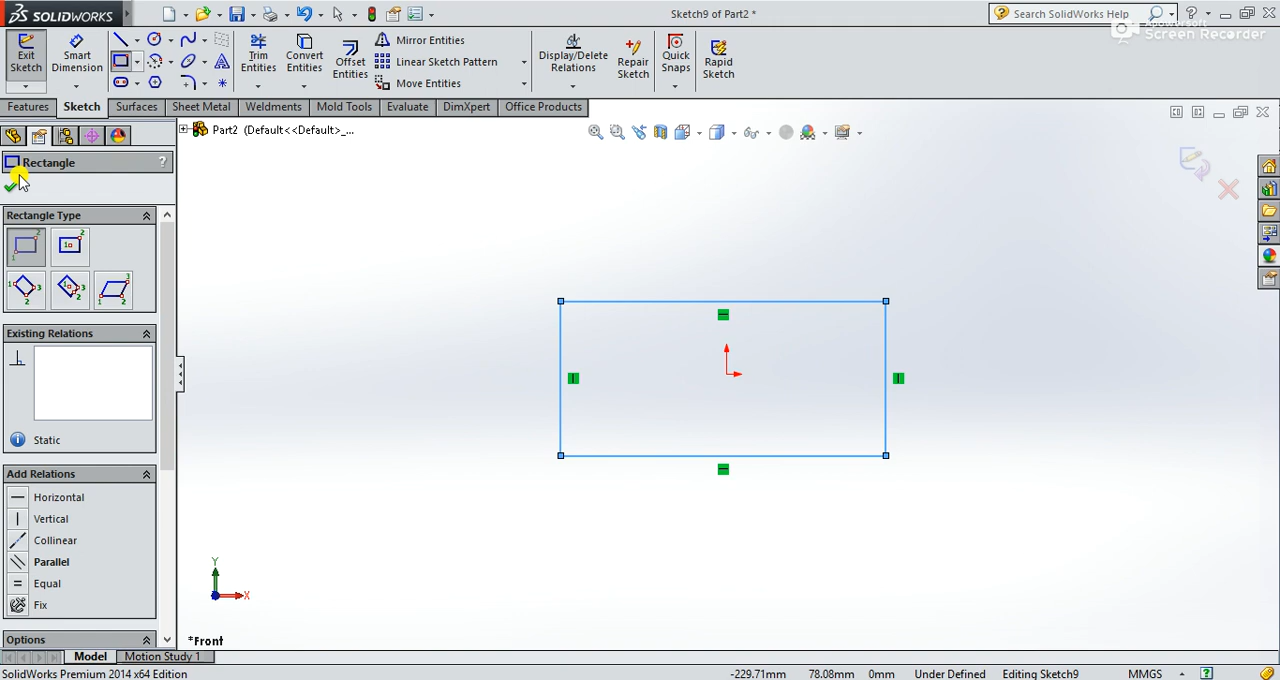 SOLIDWORKS
Sketch9 of Part2 *
Search SolidWorks Help
Screen Recorder
Exit Sketch
Smart Dimension
Trim Entities
Convert Entities
Offset Entities
Mirror Entities
Linear Sketch Pattern
Move Entities
Display/Delete Relations
Repair Sketch
Quick Snaps
Rapid Sketch
Features
Sketch
Surfaces
Sheet Metal
Weldments
Mold Tools
Evaluate
DimXpert
Office Products
Part2 (Default<<Default>_...
Rectangle
?
Rectangle Type
Existing Relations
Static
Add Relations
Horizontal
Vertical
Collinear
Parallel
Equal
Fix
Options
Y
X
*Front
Model
Motion Study 1
SolidWorks Premium 2014 x64 Edition
-229.71mm
78.08mm
0mm
Under Defined
Editing Sketch9
MMGS